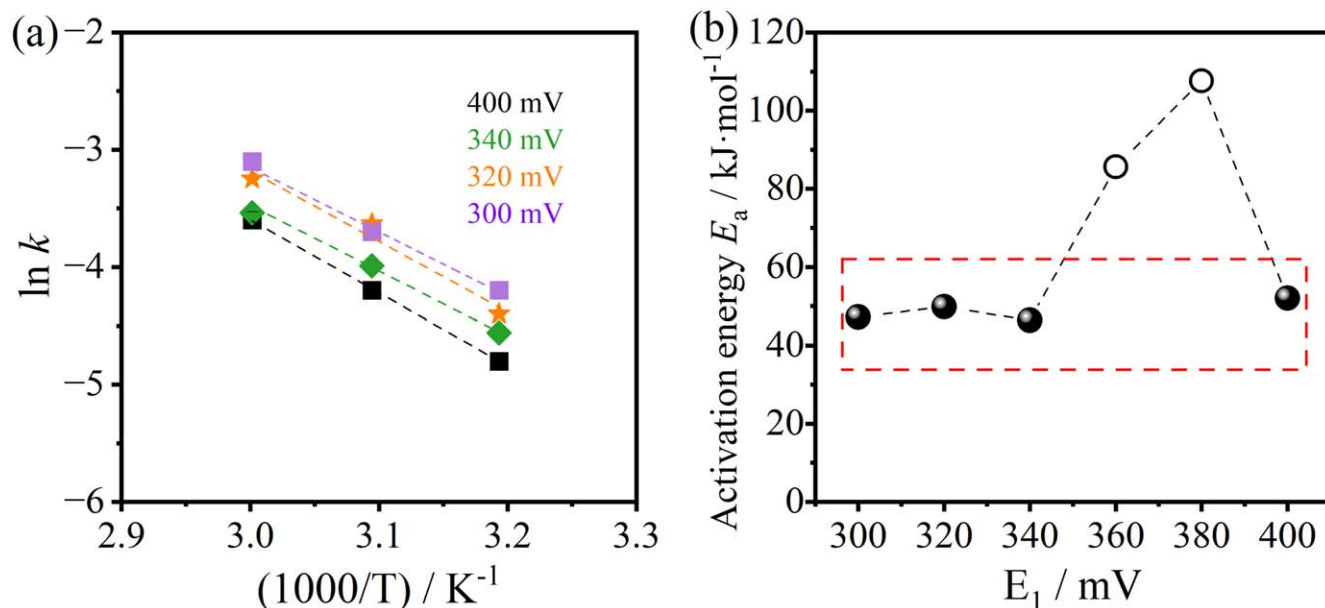 (a)
−2
−3
−4
−5
−6
ln k
400 mV
340 mV
320 mV
300 mV
2.9
3.0
3.1
3.2
3.3
(1000/T) / K⁻¹
(b)
120
100
80
60
40
20
0
Activation energy Eₐ / kJ·mol⁻¹
300
320
340
360
380
400
E₁ / mV